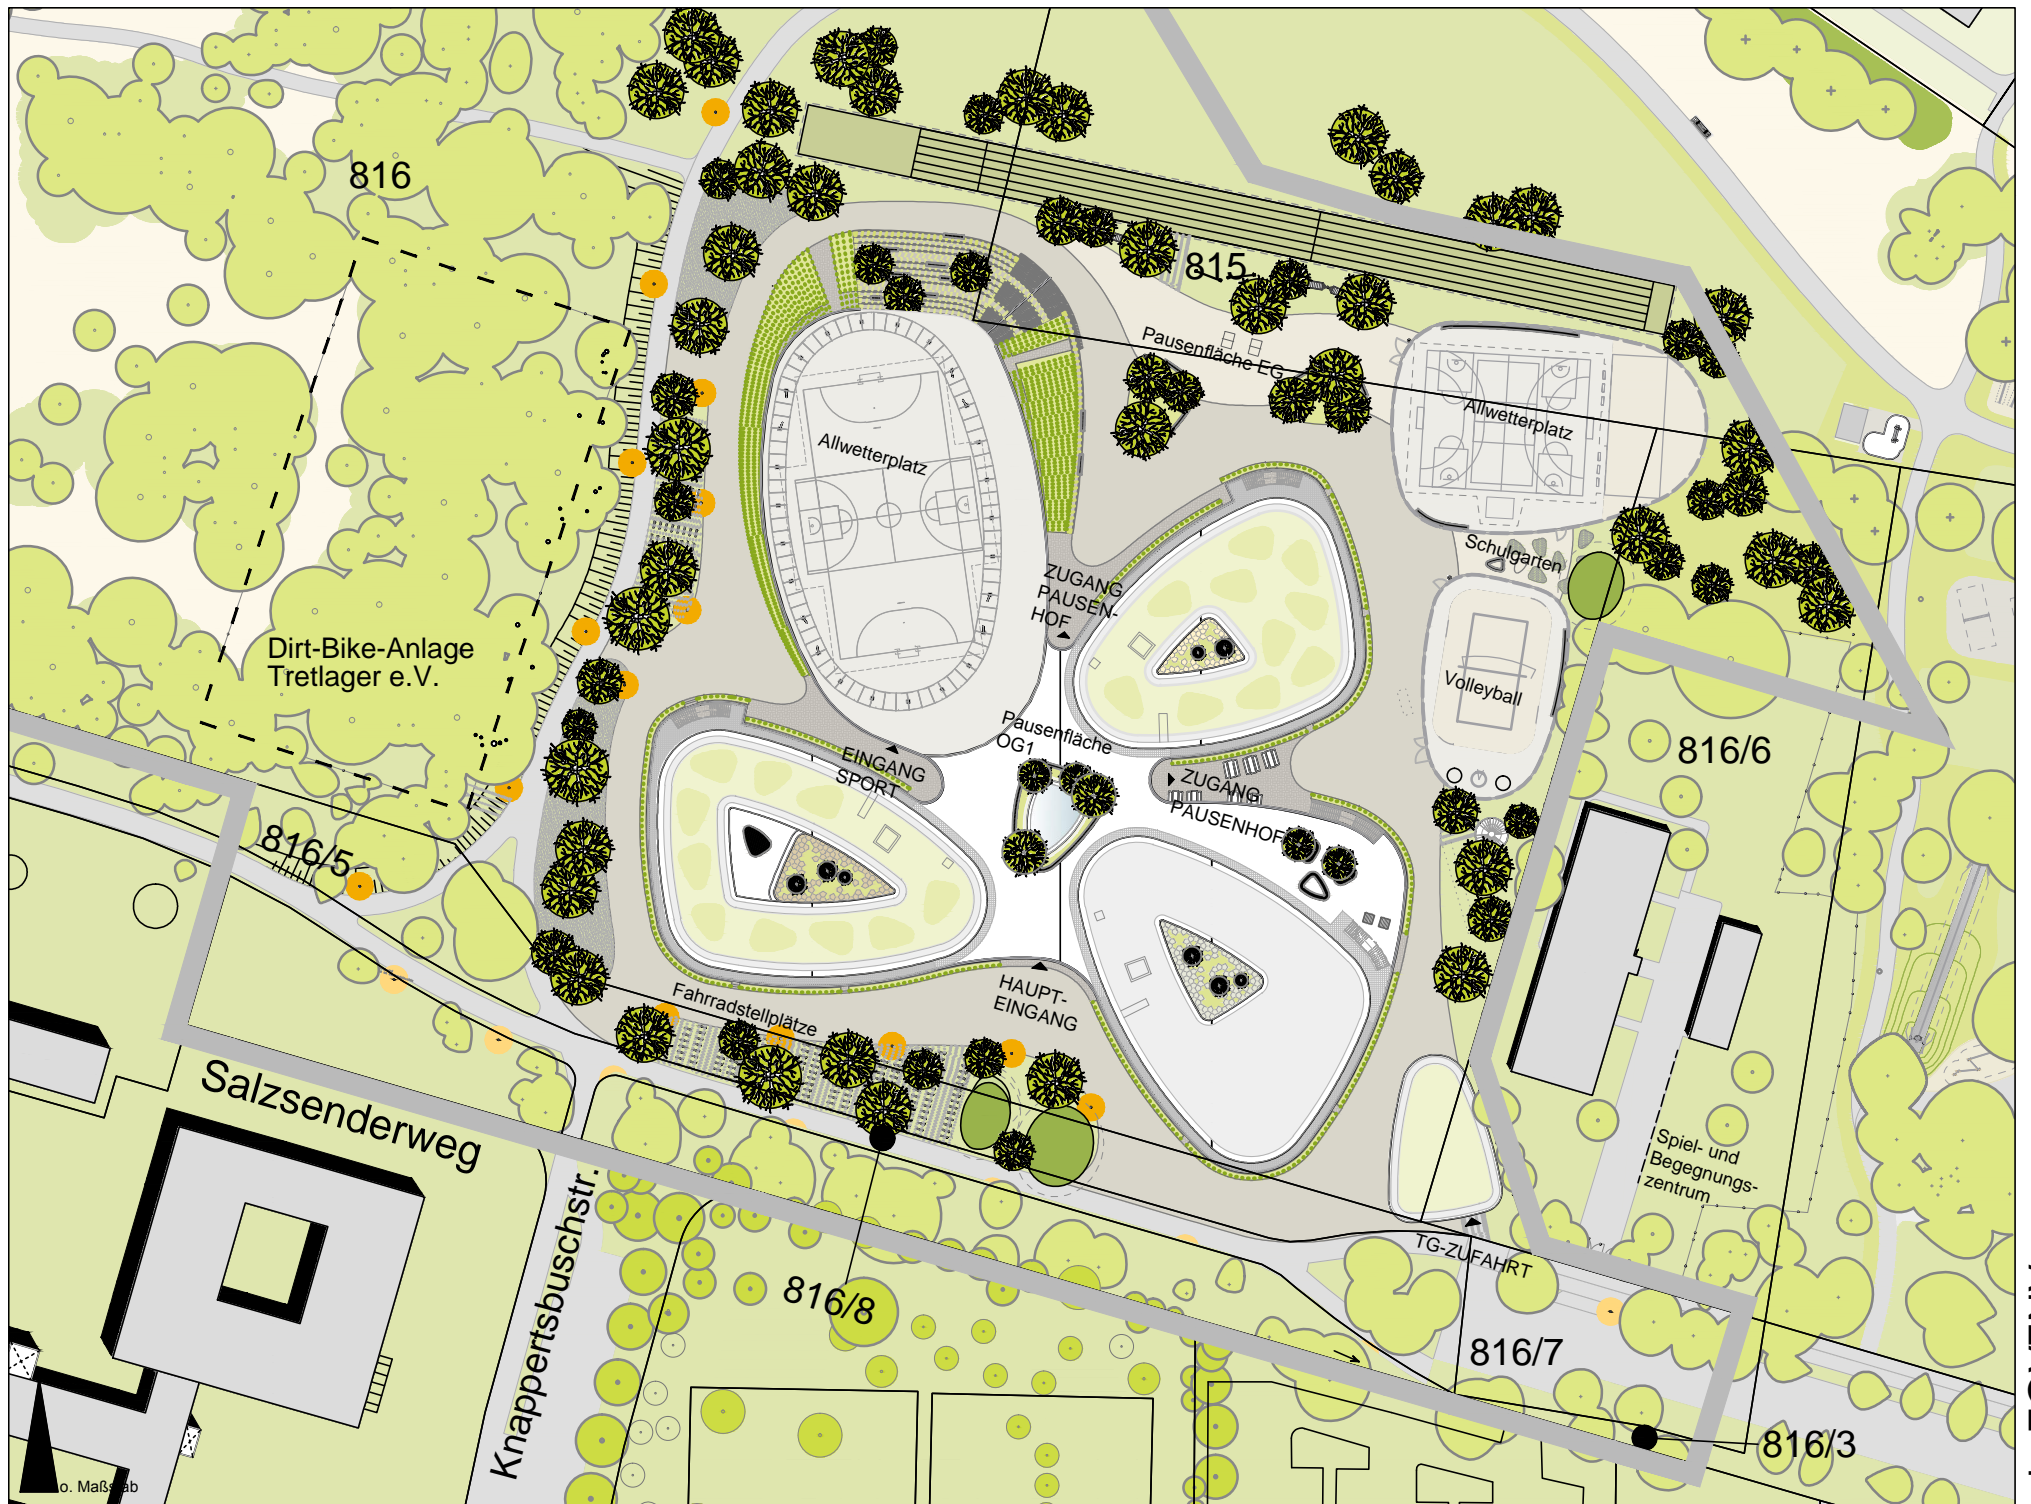 816
815
Pausenfläche EG
Allwetterplatz
Allwetterplatz
Schulgarten
ZUGANG
PAUSEN-
HOF
Dirt-Bike-Anlage
Tretlager e.V.
Volleyball
Pausenfläche
OG1
816/6
EINGANG
SPORT
ZUGANG
PAUSENHOF
816/5
HAUPT-
EINGANG
Fahrradstellplätze
Salzsenderweg
Spiel- und
Begegnungs-
zentrum
Knappertsbuschstr.
TG-ZUFAHRT
816/8
816/7
816/3
o. Maßstab